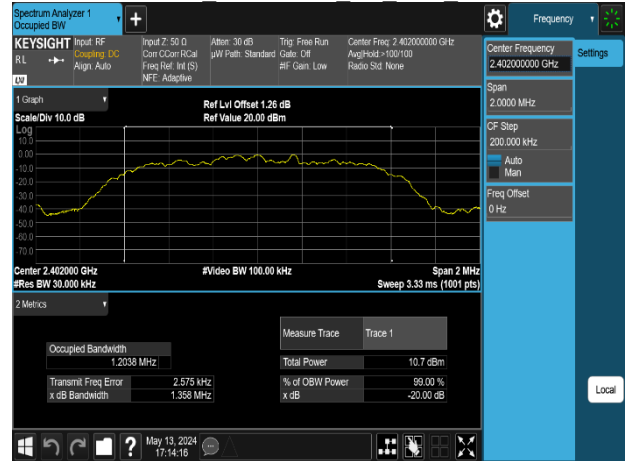 Spectrum Analyzer 1
Occupied BW
Frequency
KEYSIGHT
RL
LXI
Input: RF
Coupling: DC
Align: Auto
Input Z: 50 Ω
Corr CCorr RCal
Freq Ref: Int (S)
NFE: Adaptive
Atten: 30 dB
µW Path: Standard
Trig: Free Run
Gate: Off
#IF Gain: Low
Center Freq: 2.402000000 GHz
Avg|Hold:>100/100
Radio Std: None
1 Graph
Scale/Div 10.0 dB
Ref Lvl Offset 1.26 dB
Ref Value 20.00 dBm
Log
10.0
0.00
-10.0
-20.0
-30.0
-40.0
-50.0
-60.0
-70.0
Center 2.402000 GHz
#Video BW 100.00 kHz
Span 2 MHz
#Res BW 30.000 kHz
Sweep 3.33 ms (1001 pts)
2 Metrics
Measure Trace Trace 1
Occupied Bandwidth
1.2038 MHz
Total Power 10.7 dBm
Transmit Freq Error 2.575 kHz
% of OBW Power 99.00 %
x dB Bandwidth 1.358 MHz
x dB -20.00 dB
May 13, 2024
17:14:16
Center Frequency
2.402000000 GHz
Settings
Span
2.0000 MHz
CF Step
200.000 kHz
Auto
Man
Freq Offset
0 Hz
Local